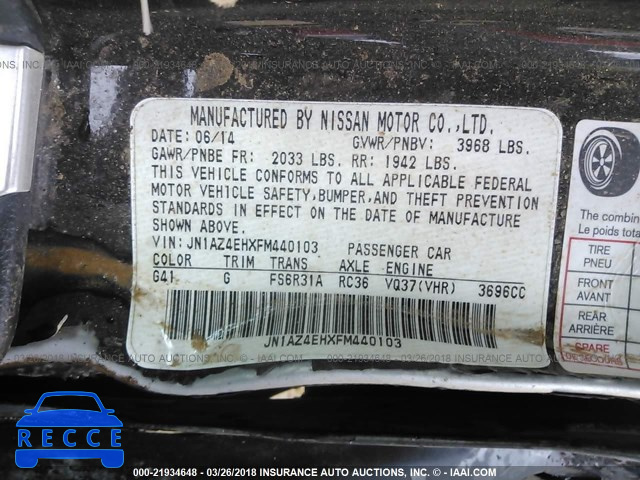 MANUFACTURED BY NISSAN MOTOR CO.,LTD.
DATE: 06/14 GVWR/PNBV: 3968 LBS.
GAWR/PNBE FR: 2033 LBS. RR: 1942 LBS.
THIS VEHICLE CONFORMS TO ALL APPLICABLE FEDERAL
MOTOR VEHICLE SAFETY,BUMPER,AND THEFT PREVENTION
STANDARDS IN EFFECT ON THE DATE OF MANUFACTURE
SHOWN ABOVE.
VIN: JN1AZ4EHXFM440103 PASSENGER CAR
COLOR TRIM TRANS AXLE ENGINE
G41 G FS6R31A RC36 VQ37(VHR) 3696CC
JN1AZ4EHXFM440103
The combine
Le poids total
TIRE
PNEU
FRONT
AVANT
REAR
ARRIÈRE
SPARE
RECCE
000-21934648 - 03/26/2018 INSURANCE AUTO AUCTIONS, INC. - © IAAI.COM